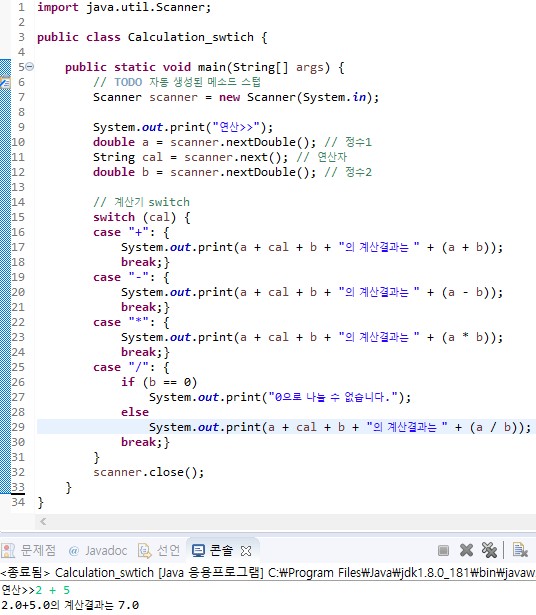 1 import java.util.Scanner;
2
3 public class Calculation_swtich {
4
5 public static void main(String[] args) {
6 // TODO 자동 생성된 메소드 스텁
7 Scanner scanner = new Scanner(System.in);
8
9 System.out.print("연산>>");
10 double a = scanner.nextDouble(); // 정수1
11 String cal = scanner.next(); // 연산자
12 double b = scanner.nextDouble(); // 정수2
13
14 // 계산기 switch
15 switch (cal) {
16 case "+": {
17 System.out.print(a + cal + b + "의 계산결과는 " + (a + b));
18 break;}
19 case "-": {
20 System.out.print(a + cal + b + "의 계산결과는 " + (a - b));
21 break;}
22 case "*": {
23 System.out.print(a + cal + b + "의 계산결과는 " + (a * b));
24 break;}
25 case "/": {
26 if (b == 0)
27 System.out.print("0으로 나눌 수 없습니다.");
28 else
29 System.out.print(a + cal + b + "의 계산결과는 " + (a / b));
30 break;}
31 }
32 scanner.close();
33 }
34 }
문제점 @ Javadoc 선언 콘솔
<종료됨> Calculation_swtich [Java 응용프로그램] C:₩Program Files₩Java₩jdk1.8.0_181₩bin₩javaw
연산>>2 + 5
2.0+5.0의 계산결과는 7.0